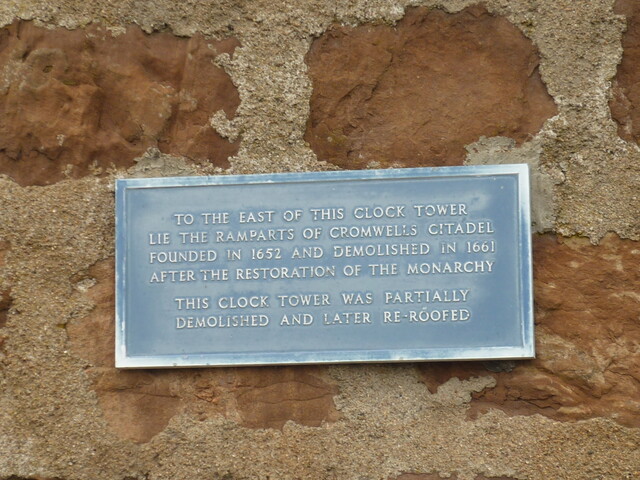 TO THE EAST OF THIS CLOCK TOWER
LIE THE RAMPARTS OF CROMWELLS CITADEL
FOUNDED IN 1652 AND DEMOLISHED IN 1661
AFTER THE RESTORATION OF THE MONARCHY
THIS CLOCK TOWER WAS PARTIALLY
DEMOLISHED AND LATER RE-ROOFED